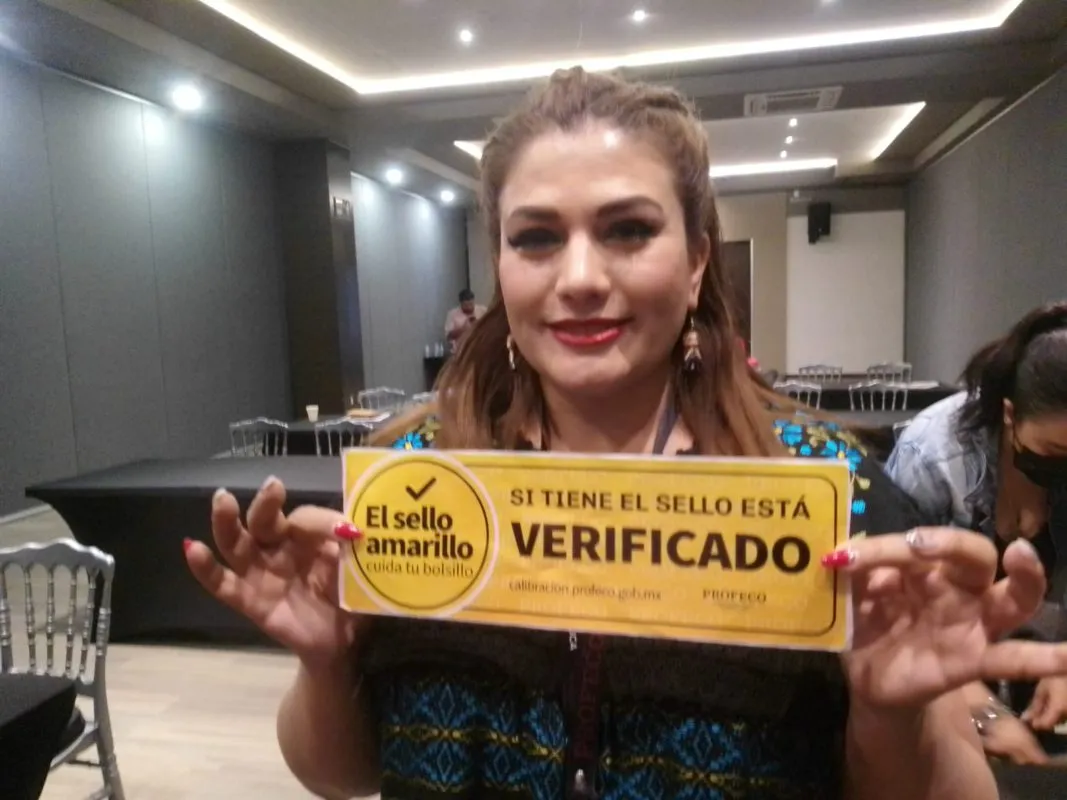 El sello
amarillo
cuida tu bolsillo
SI TIENE EL SELLO ESTÁ
VERIFICADO
calibracion.profeco.gob.mx
PROFECO